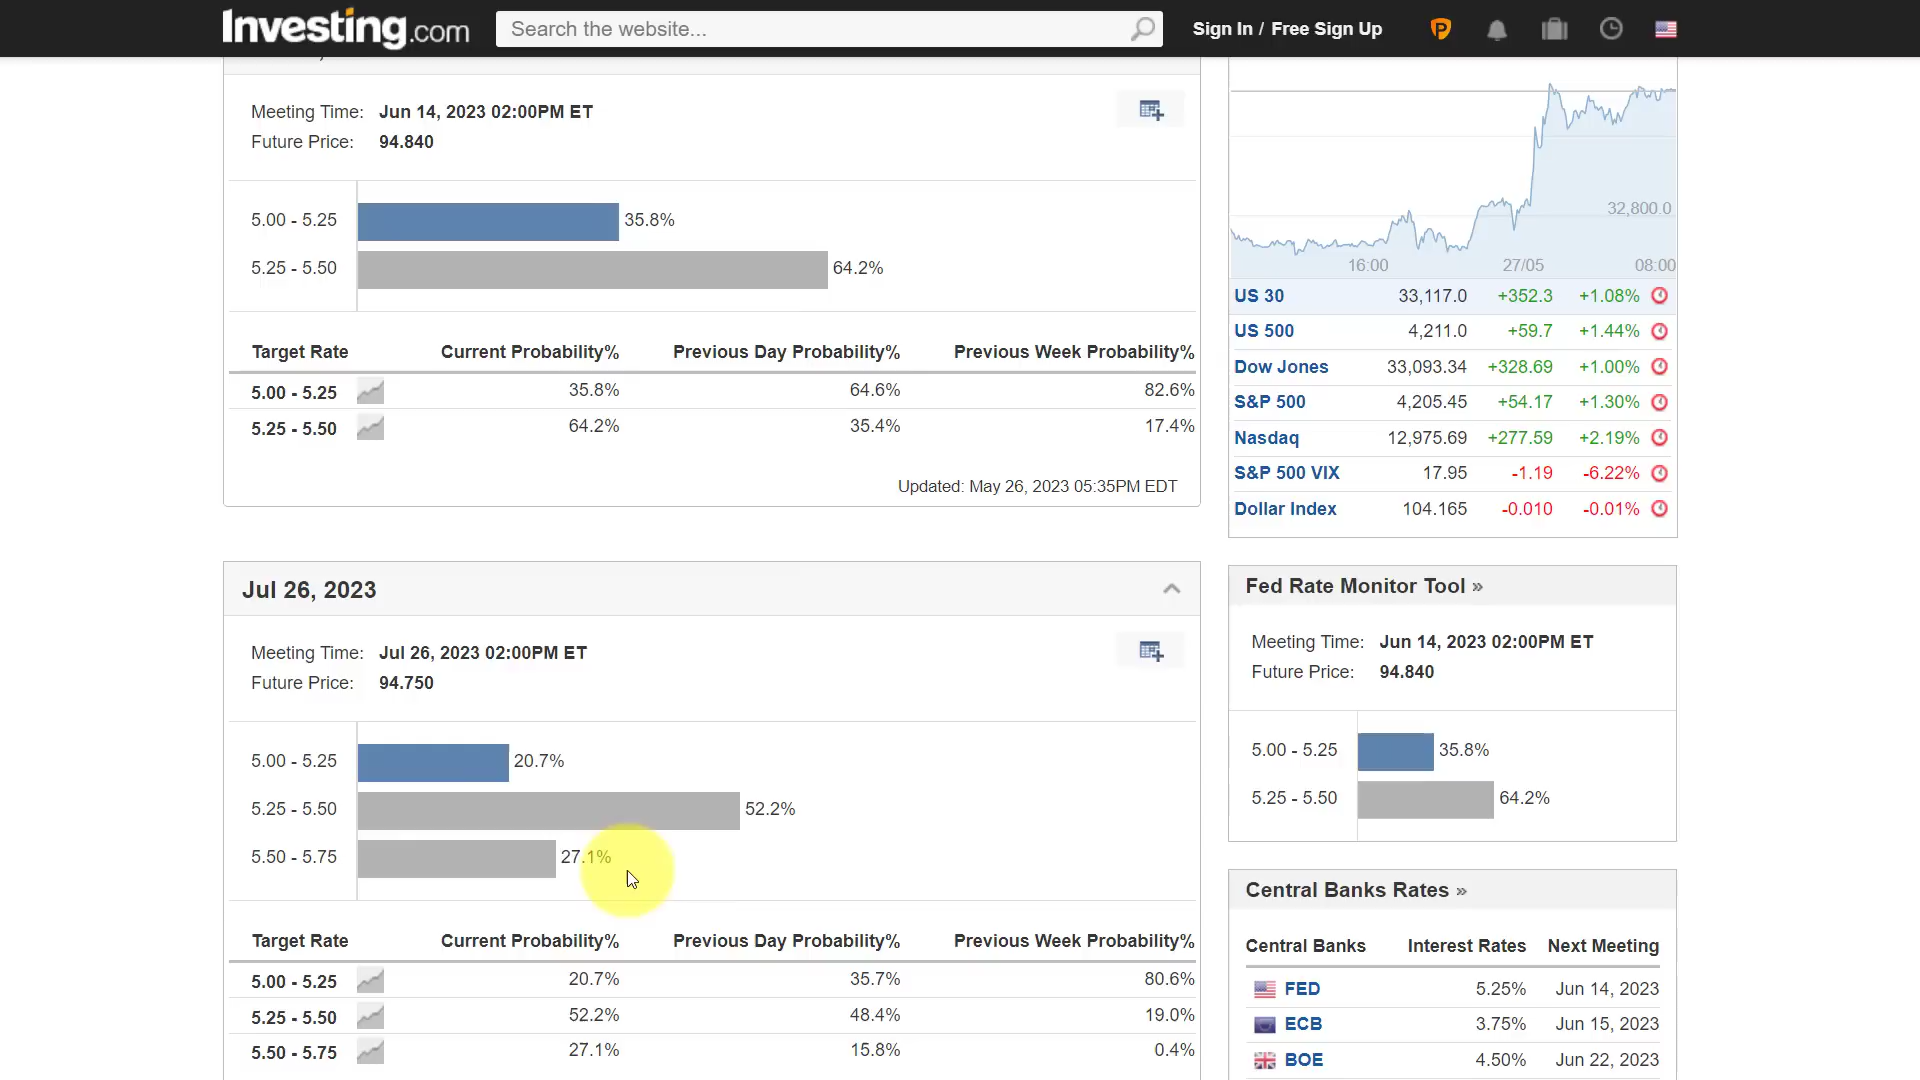 Investing.com
Search the website...
Sign In / Free Sign Up
Meeting Time: Jun 14, 2023 02:00PM ET
Future Price: 94.840
5.00 - 5.25 35.8%
5.25 - 5.50 64.2%
Target Rate Current Probability% Previous Day Probability% Previous Week Probability%
5.00 - 5.25 35.8% 64.6% 82.6%
5.25 - 5.50 64.2% 35.4% 17.4%
Updated: May 26, 2023 05:35PM EDT
Jul 26, 2023
Meeting Time: Jul 26, 2023 02:00PM ET
Future Price: 94.750
5.00 - 5.25 20.7%
5.25 - 5.50 52.2%
5.50 - 5.75 27.1%
Target Rate Current Probability% Previous Day Probability% Previous Week Probability%
5.00 - 5.25 20.7% 35.7% 80.6%
5.25 - 5.50 52.2% 48.4% 19.0%
5.50 - 5.75 27.1% 15.8% 0.4%
32,800.0
16:00 27/05 08:00
US 30 33,117.0 +352.3 +1.08%
US 500 4,211.0 +59.7 +1.44%
Dow Jones 33,093.34 +328.69 +1.00%
S&P 500 4,205.45 +54.17 +1.30%
Nasdaq 12,975.69 +277.59 +2.19%
S&P 500 VIX 17.95 -1.19 -6.22%
Dollar Index 104.165 -0.010 -0.01%
Fed Rate Monitor Tool »
Meeting Time: Jun 14, 2023 02:00PM ET
Future Price: 94.840
5.00 - 5.25 35.8%
5.25 - 5.50 64.2%
Central Banks Rates »
Central Banks Interest Rates Next Meeting
FED 5.25% Jun 14, 2023
ECB 3.75% Jun 15, 2023
BOE 4.50% Jun 22, 2023